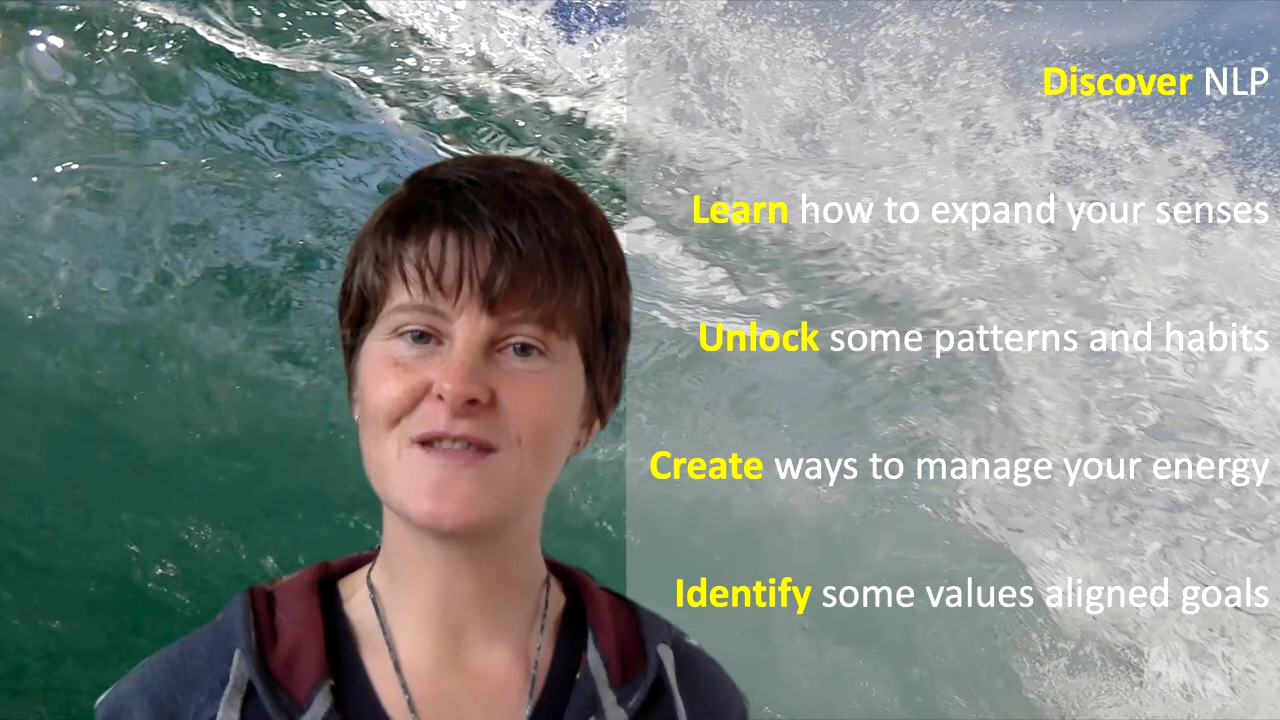 Discover NLP
Learn how to expand your senses
Unlock some patterns and habits
Create ways to manage your energy
Identify some values aligned goals